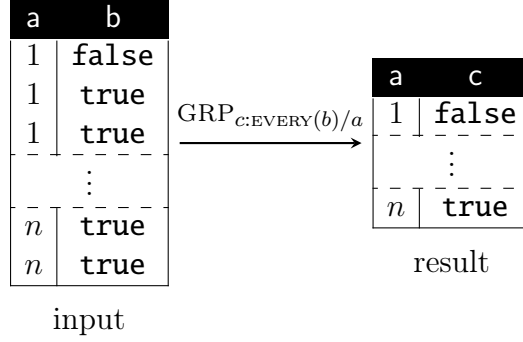 a b
1 false
1 true
1 true
⋮
n true
n true
input
GRP_{c:EVERY(b)/a}
a c
1 false
⋮
n true
result